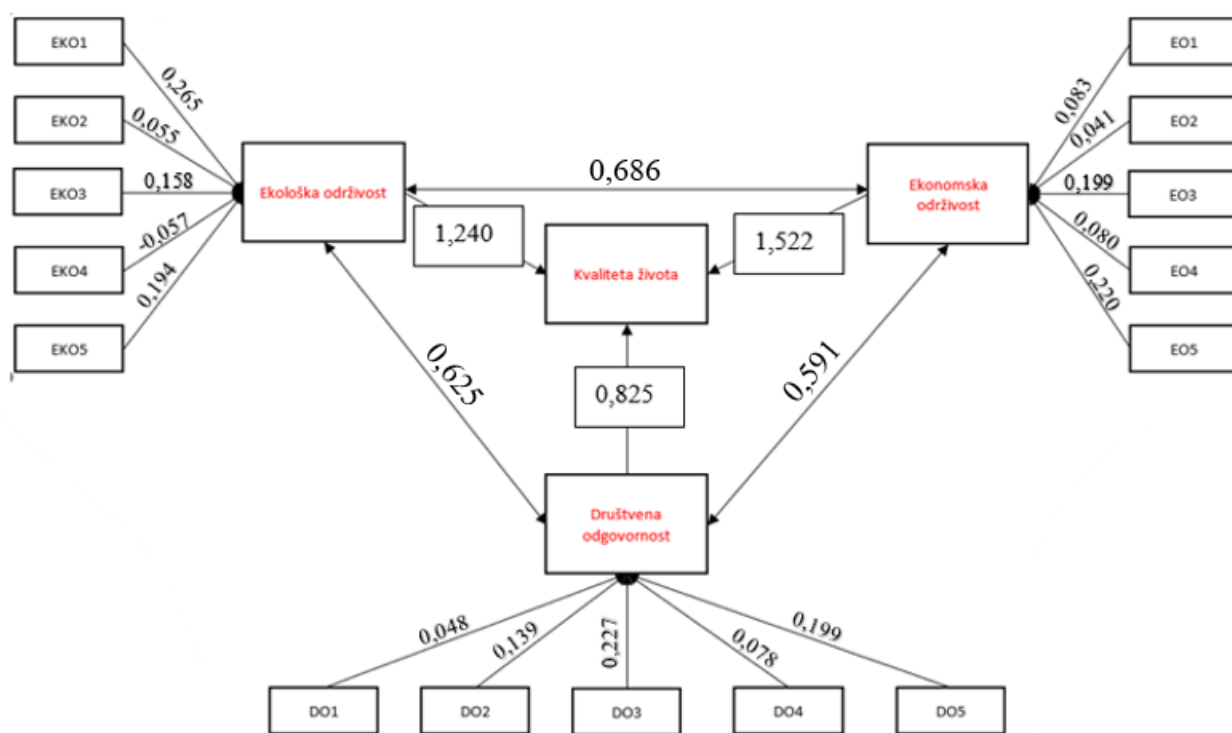 EKO1
0,265
EKO2
0,055
EKO3
0,158
EKO4
-0,057
EKO5
0,194
Ekološka održivost
0,686
Ekonomska
održivost
EO1
0,083
EO2
0,041
EO3
0,199
EO4
0,080
EO5
0,220
1,240
1,522
Kvaliteta života
0,625
0,825
0,591
Društvena
odgovornost
0,048
0,139
0,227
0,078
0,199
DO1
DO2
DO3
DO4
DO5